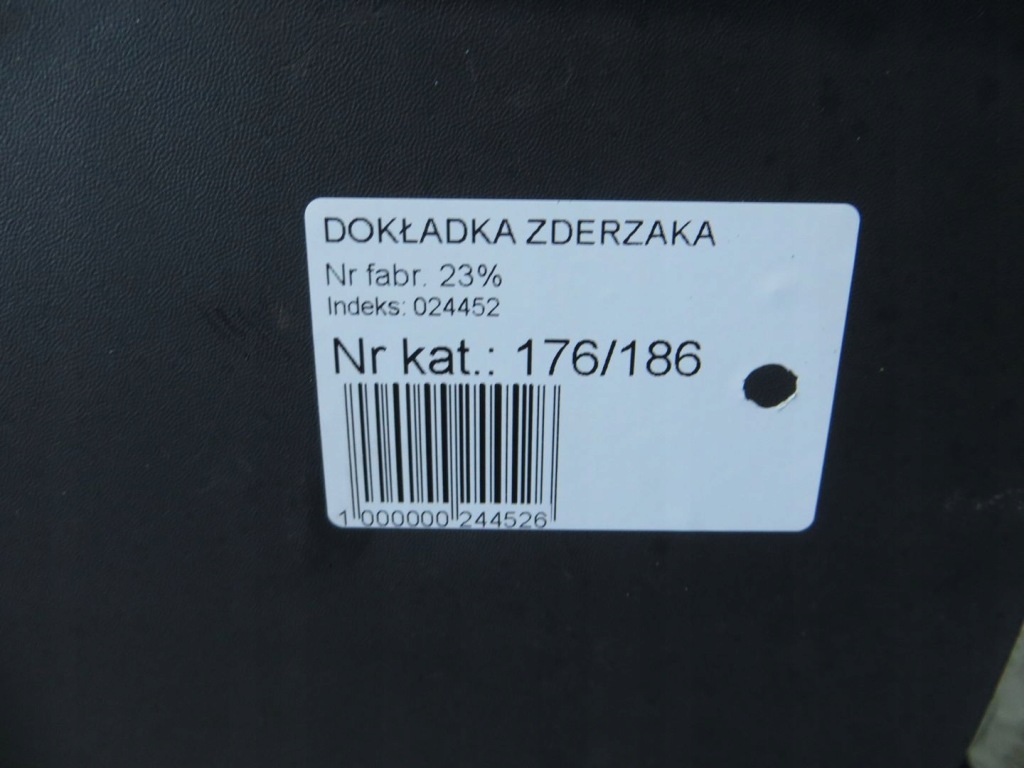 DOKŁADKA ZDERZAKA
Nr fabr. 23%
Indeks: 024452
Nr kat.: 176/186
1 000000 244526